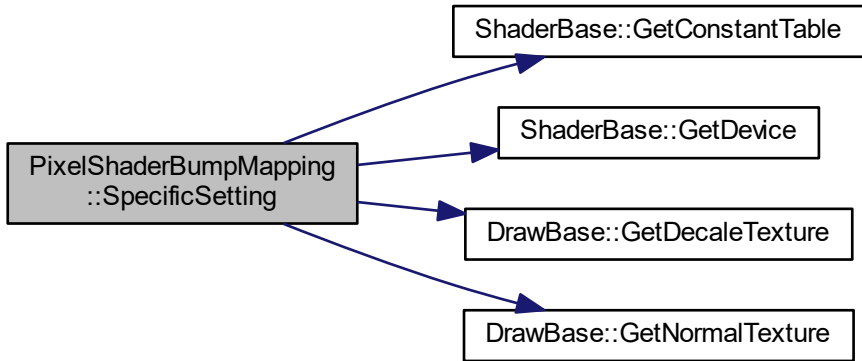 ShaderBase::GetConstantTable
ShaderBase::GetDevice
PixelShaderBumpMapping
::SpecificSetting
DrawBase::GetDecaleTexture
DrawBase::GetNormalTexture